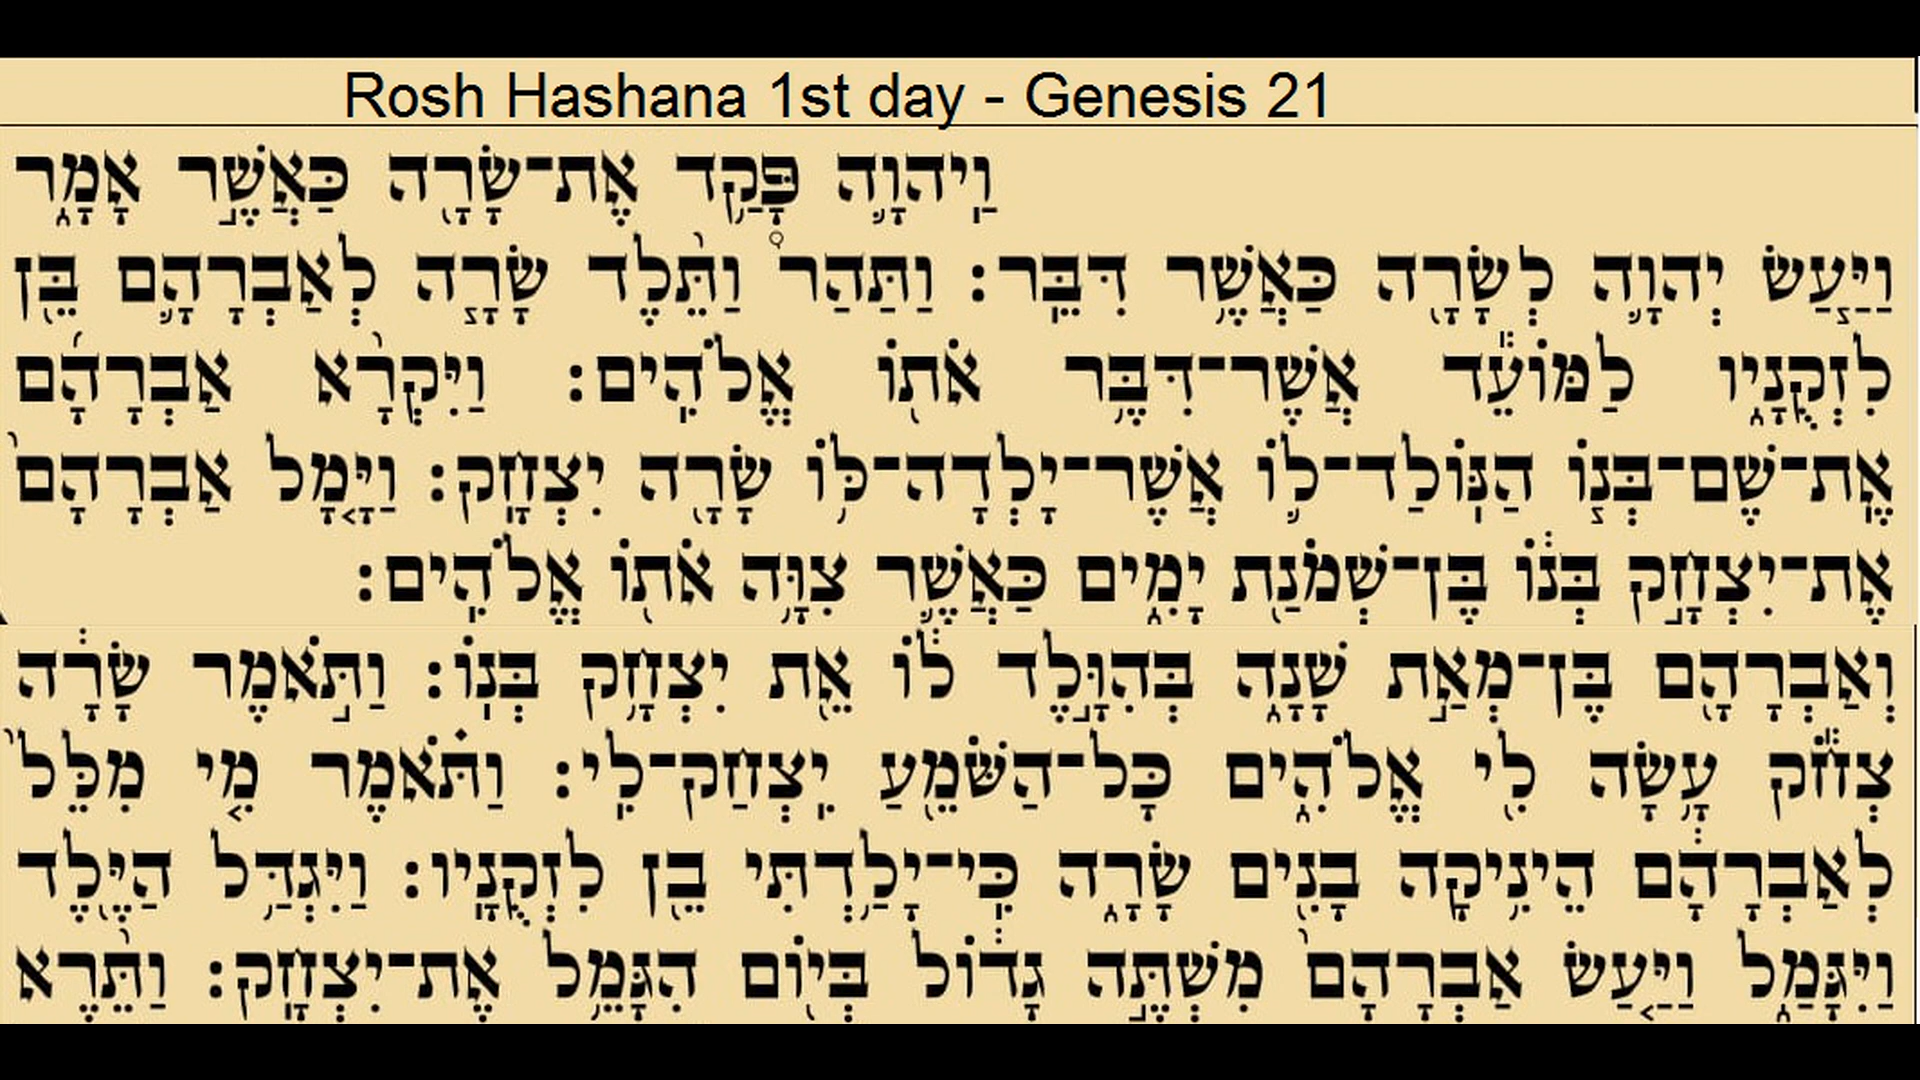 Rosh Hashana 1st day - Genesis 21
וַֽיהוָ֛ה פָּקַ֥ד אֶת־שָׂרָ֖ה כַּאֲשֶׁ֣ר אָמָ֑ר
וַיַּ֧עַשׂ יְהוָ֛ה לְשָׂרָ֖ה כַּאֲשֶׁ֥ר דִּבֵּֽר׃ וַתַּהַר֩ וַתֵּ֨לֶד שָׂרָ֧ה לְאַבְרָהָ֛ם בֵּ֖ן
לִזְקֻנָ֑יו לַמּוֹעֵ֕ד אֲשֶׁר־דִּבֶּ֥ר אֹת֖וֹ אֱלֹהִֽים׃ וַיִּקְרָ֨א אַבְרָהָ֜ם
אֶֽת־שֶׁם־בְּנ֧וֹ הַנּֽוֹלַד־ל֛וֹ אֲשֶׁר־יָלְדָה־לּ֥וֹ שָׂרָ֖ה יִצְחָֽק׃ וַיָּ֤מָל אַבְרָהָם֙
אֶת־יִצְחָ֣ק בְּנ֔וֹ בֶּן־שְׁמֹנַ֖ת יָמִ֑ים כַּאֲשֶׁ֛ר צִוָּ֥ה אֹת֖וֹ אֱלֹהִֽים׃
וְאַבְרָהָ֖ם בֶּן־מְאַ֣ת שָׁנָ֑ה בְּהִוָּ֣לֶד ל֔וֹ אֵ֖ת יִצְחָ֥ק בְּנֽוֹ׃ וַתֹּ֣אמֶר שָׂרָ֔ה
צְחֹ֕ק עָ֥שָׂה לִ֖י אֱלֹהִ֑ים כָּל־הַשֹּׁמֵ֖עַ יִֽצְחַק־לִֽי׃ וַתֹּ֗אמֶר מִ֤י מִלֵּל֙
לְאַבְרָהָ֔ם הֵינִ֥יקָה בָנִ֖ים שָׂרָ֑ה כִּֽי־יָלַ֥דְתִּי בֵ֖ן לִזְקֻנָֽיו׃ וַיִּגְדַּ֥ל הַיֶּ֖לֶד
וַיִּגָּמַ֑ל וַיַּ֤עַשׂ אַבְרָהָם֙ מִשְׁתֶּ֣ה גָד֔וֹל בְּי֖וֹם הִגָּמֵ֥ל אֶת־יִצְחָֽק׃ וַתֵּ֨רֶא